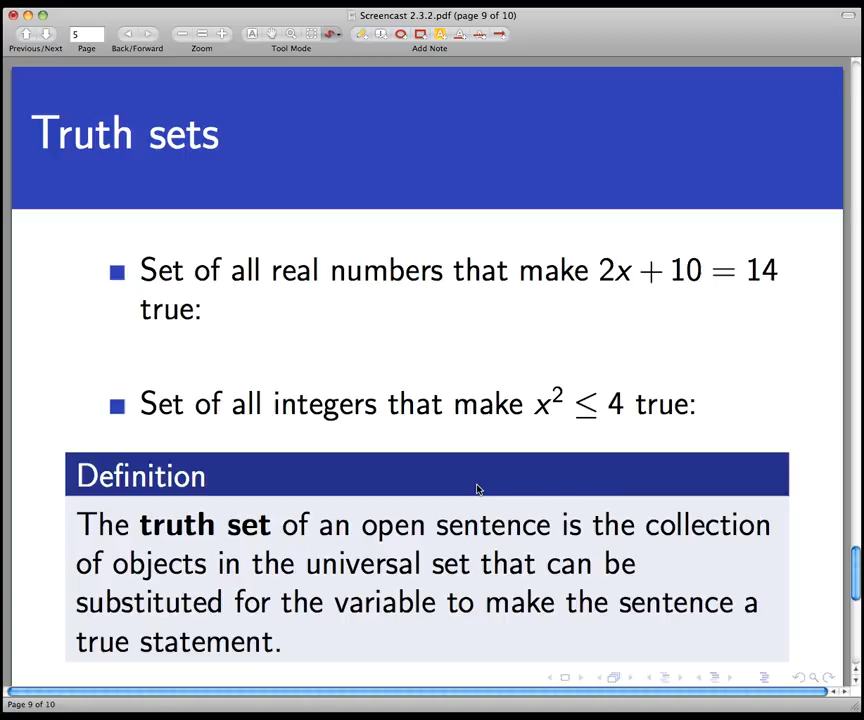 Screencast 2.3.2.pdf (page 9 of 10)
5
Previous/Next Page Back/Forward Zoom Tool Mode Add Note
Truth sets
Set of all real numbers that make 2x + 10 = 14
true:
Set of all integers that make x² ≤ 4 true:
Definition
The truth set of an open sentence is the collection
of objects in the universal set that can be
substituted for the variable to make the sentence a
true statement.
Page 9 of 10